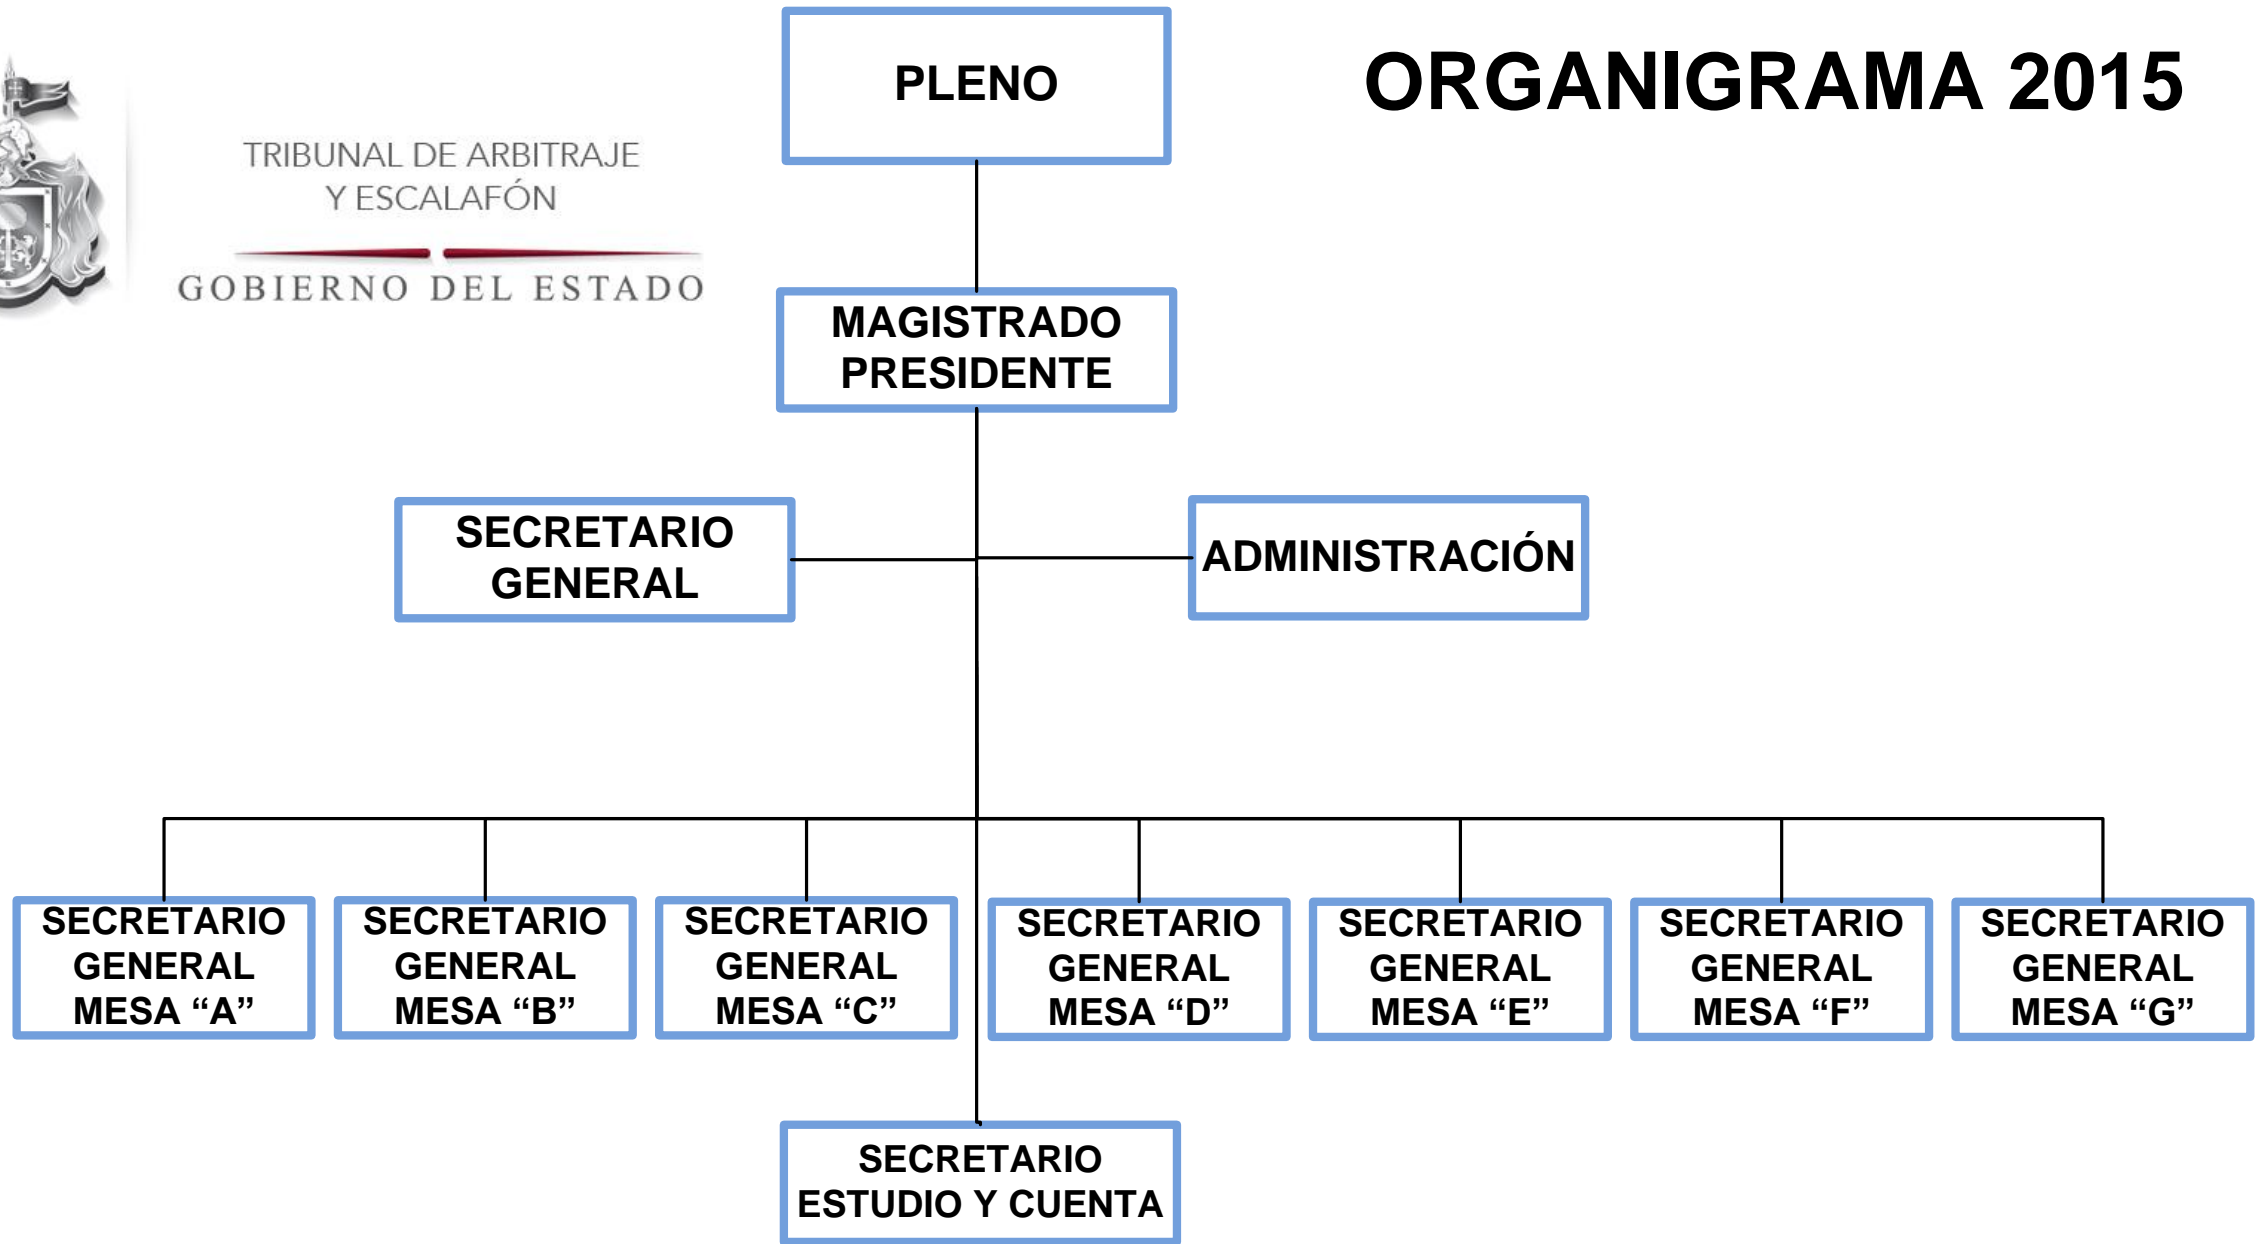 PLENO
ORGANIGRAMA 2015
TRIBUNAL DE ARBITRAJE
Y ESCALAFÓN
GOBIERNO DEL ESTADO
MAGISTRADO
PRESIDENTE
SECRETARIO
GENERAL
ADMINISTRACIÓN
SECRETARIO
GENERAL
MESA “A”
SECRETARIO
GENERAL
MESA “B”
SECRETARIO
GENERAL
MESA “C”
SECRETARIO
GENERAL
MESA “D”
SECRETARIO
GENERAL
MESA “E”
SECRETARIO
GENERAL
MESA “F”
SECRETARIO
GENERAL
MESA “G”
SECRETARIO
ESTUDIO Y CUENTA